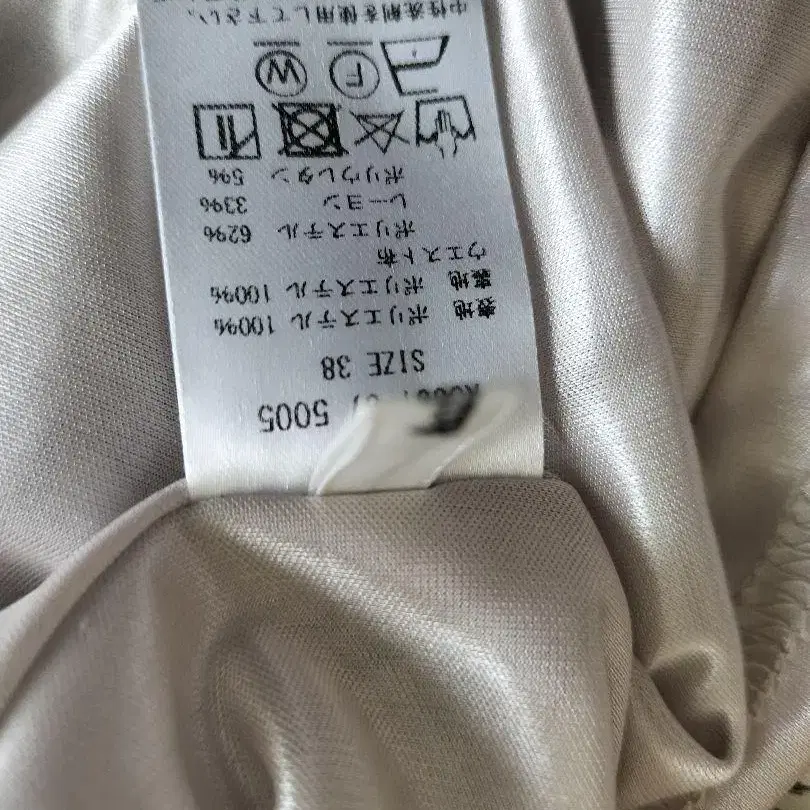 5005
SIZE 38
表地 ポリエステル 100%
裏地 ポリエステル 100%
ウエスト布
ポリエステル 62%
レーヨン 33%
ポリウレタン 5%
F W
中性洗剤を使用して下さい。